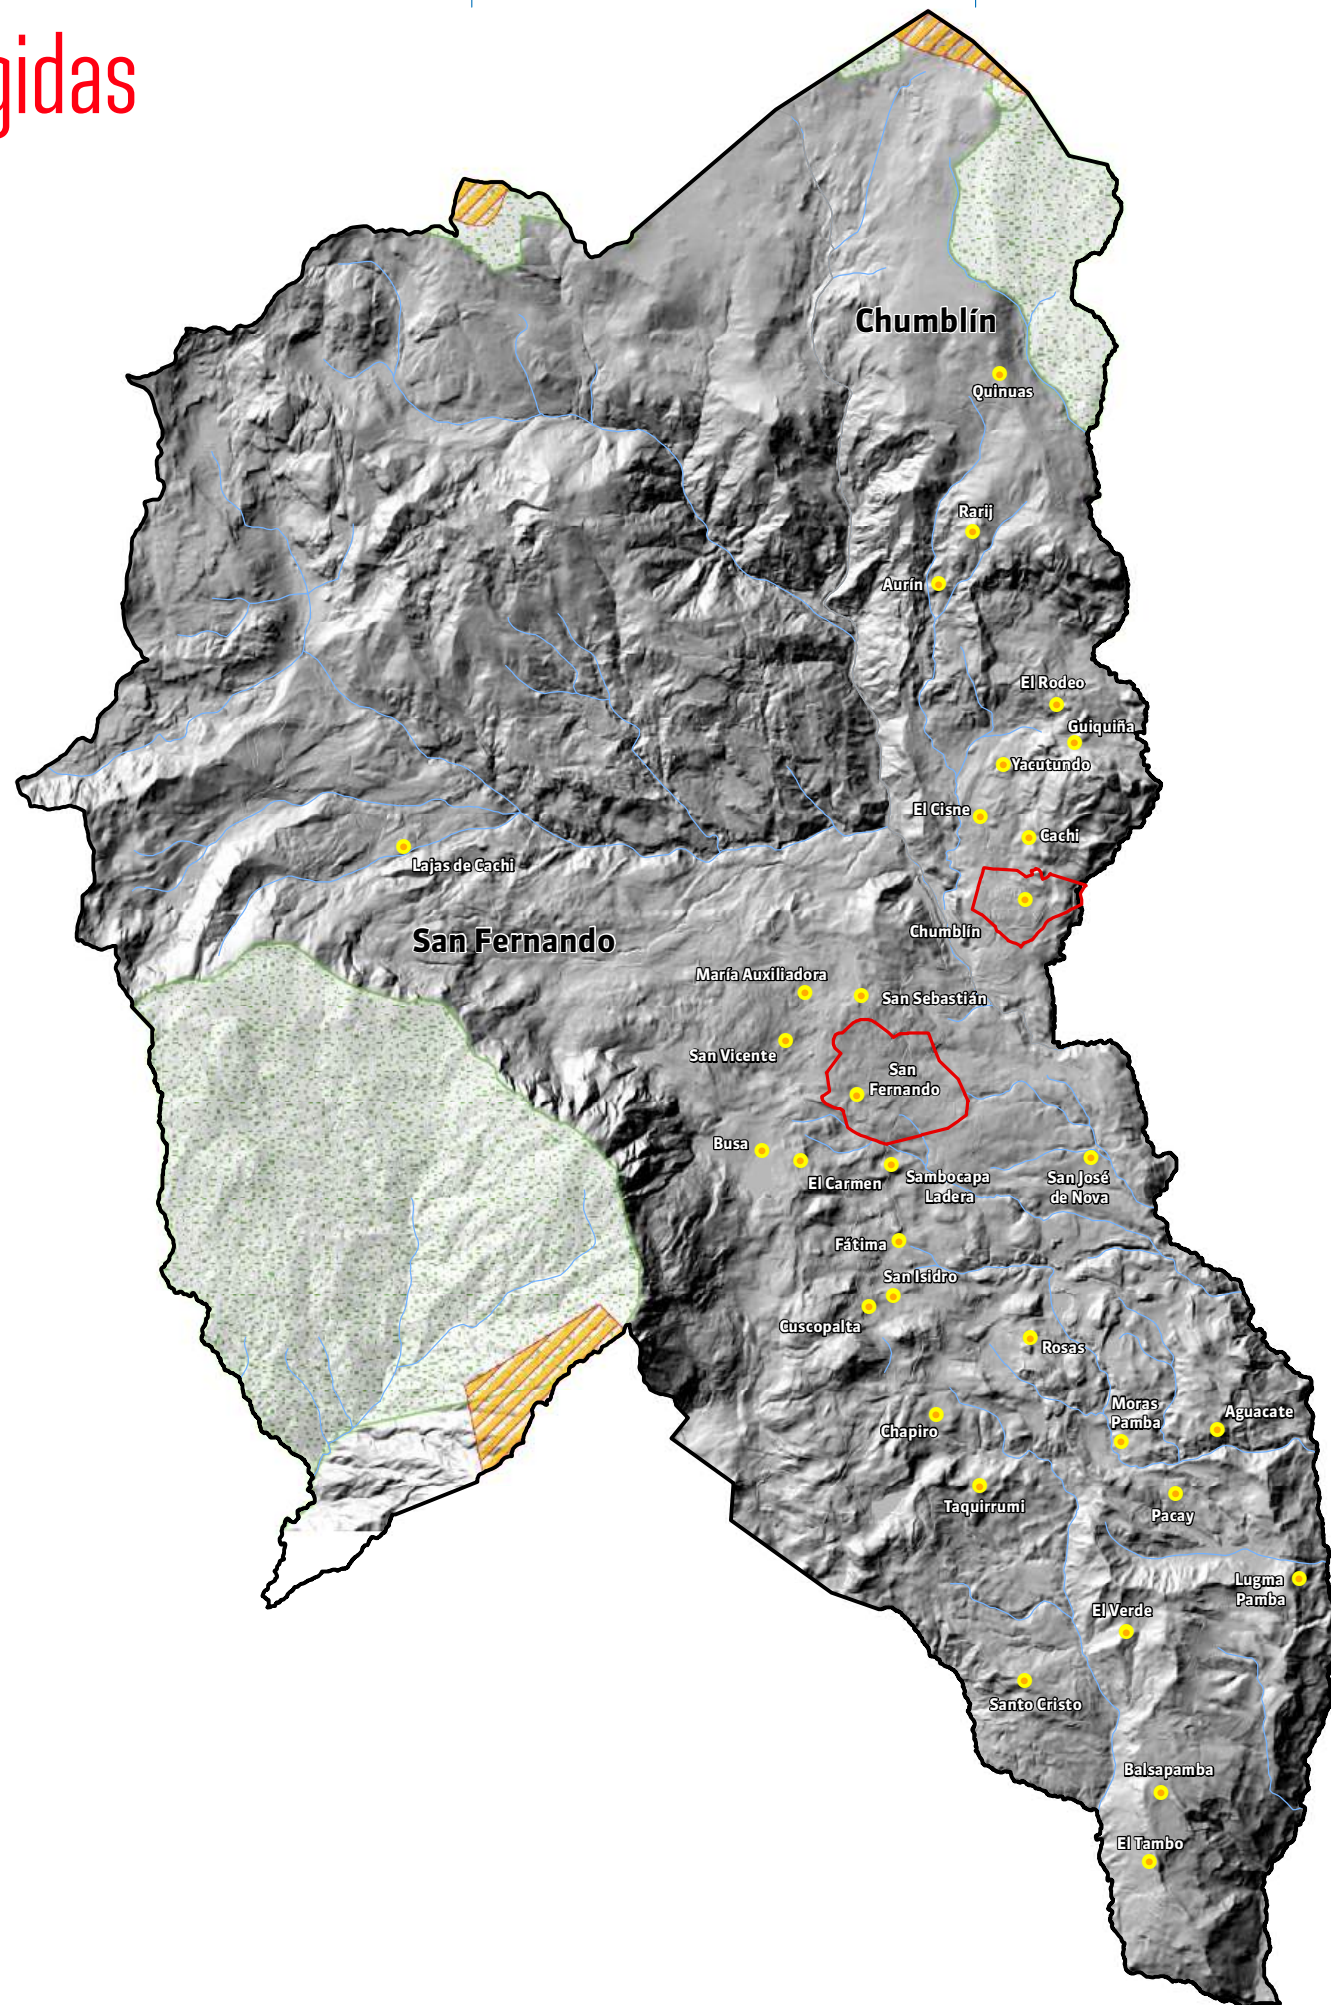 gidas
Chumblín
Quinuas
Rarij
Aurín
El Rodeo
Guiquiña
Yacutundo
El Cisne
Cachi
Lajas de Cachi
Chumblín
San Fernando
María Auxiliadora
San Sebastián
San Vicente
San
Fernando
Busa
El Carmen
Sambocapa
Ladera
San José
de Nova
Fátima
San Isidro
Cuscopalta
Rosas
Moras
Pamba
Aguacate
Chapiro
Taquirrumi
Pacay
Lugma
Pamba
El Verde
Santo Cristo
Balsapamba
El Tambo